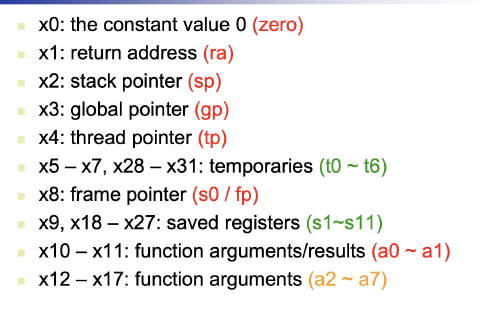 x0: the constant value 0 (zero)
x1: return address (ra)
x2: stack pointer (sp)
x3: global pointer (gp)
x4: thread pointer (tp)
x5 – x7, x28 – x31: temporaries (t0 ~ t6)
x8: frame pointer (s0 / fp)
x9, x18 – x27: saved registers (s1~s11)
x10 – x11: function arguments/results (a0 ~ a1)
x12 – x17: function arguments (a2 ~ a7)